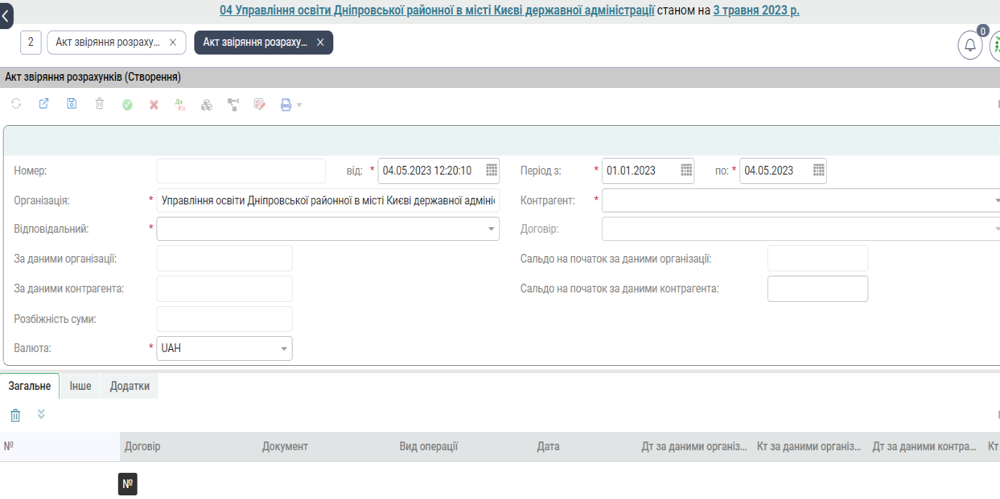 04 Управління освіти Дніпровської районної в місті Києві державної адміністрації станом на 3 травня 2023 р.
2 Акт звіряння розраху... × Акт звіряння розраху... × 0
Акт звіряння розрахунків (Створення)
Дт Кт
Номер: від: * 04.05.2023 12:20:10 Період з: * 01.01.2023 по: * 04.05.2023
Організація: * Управління освіти Дніпровської районної в місті Києві державної адміні Контрагент: *
Відповідальний: * Договір:
За даними організації: Сальдо на початок за даними організації:
За даними контрагента: Сальдо на початок за даними контрагента:
Розбіжність суми:
Валюта: * UAH
Загальне Інше Додатки
№ Договір Документ Вид операції Дата Дт за даними організ... Кт за даними організ... Дт за даними контра... Кт
№